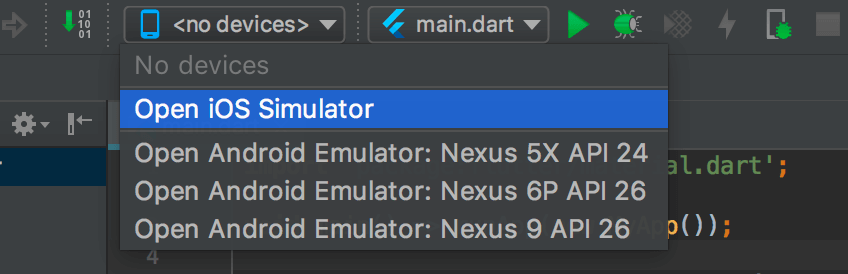 01
10
01
<no devices>
main.dart
No devices
Open iOS Simulator
Open Android Emulator: Nexus 5X API 24
al.dart';
Open Android Emulator: Nexus 6P API 26
Open Android Emulator: Nexus 9 API 26
App());
4